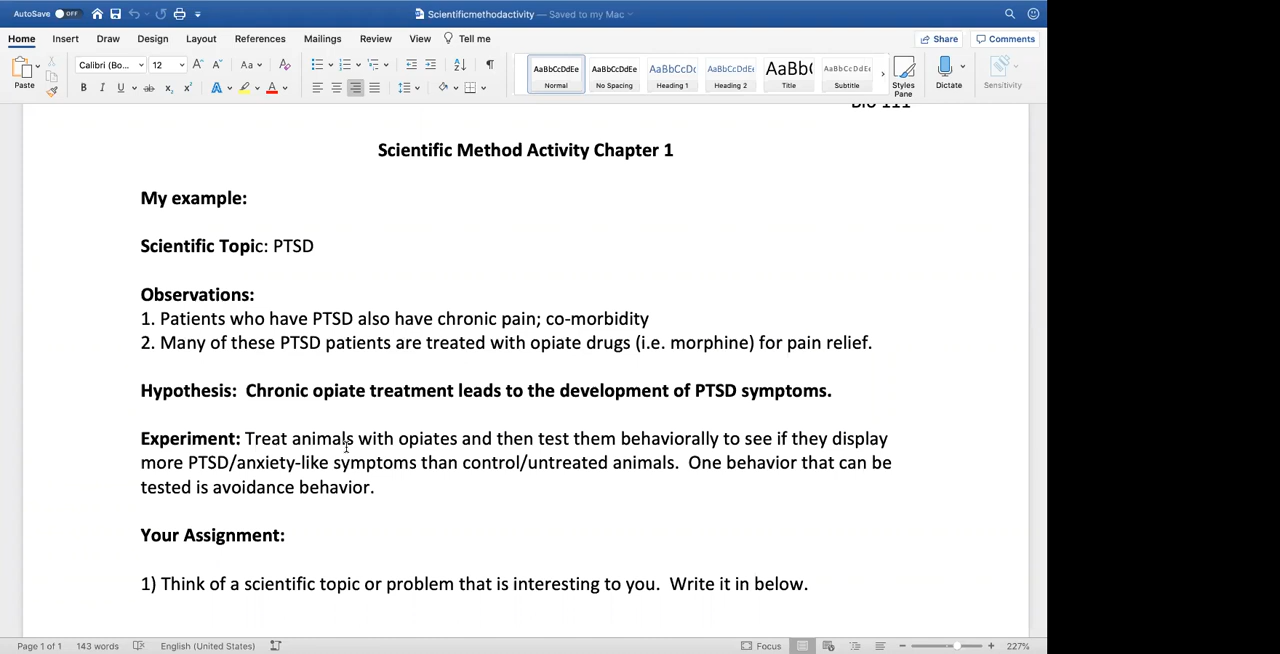 AutoSave OFF Scientificmethodactivity — Saved to my Mac
Home Insert Draw Design Layout References Mailings Review View Tell me Share Comments
Calibri (Bo... 12 A A Aa A AaBbCcDdEe AaBbCcDdEe AaBbCcDc AaBbCcDdEe AaBb( AaBbCcDdEe
Paste B I U ab x₂ x² A A Normal No Spacing Heading 1 Heading 2 Title Subtitle Styles Pane Dictate Sensitivity
Bio 111
Scientific Method Activity Chapter 1
My example:
Scientific Topic: PTSD
Observations:
1. Patients who have PTSD also have chronic pain; co-morbidity
2. Many of these PTSD patients are treated with opiate drugs (i.e. morphine) for pain relief.
Hypothesis: Chronic opiate treatment leads to the development of PTSD symptoms.
Experiment: Treat animals with opiates and then test them behaviorally to see if they display
more PTSD/anxiety-like symptoms than control/untreated animals. One behavior that can be
tested is avoidance behavior.
Your Assignment:
1) Think of a scientific topic or problem that is interesting to you. Write it in below.
Page 1 of 1 143 words English (United States) Focus 227%